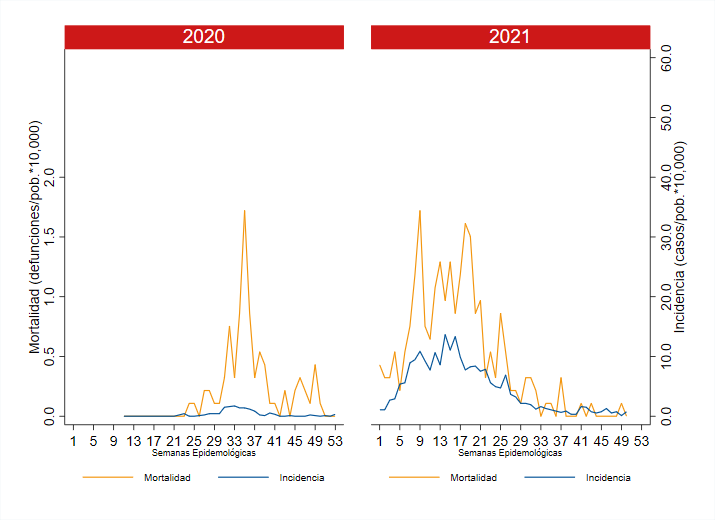 2020
2021
Mortalidad (defunciones/pob.*10,000)
0.0 0.5 1.0 1.5 2.0
Incidencia (casos/pob.*10,000)
0.0 10.0 20.0 30.0 40.0 50.0 60.0
1 5 9 13 17 21 25 29 33 37 41 45 49 53
1 5 9 13 17 21 25 29 33 37 41 45 49 53
Semanas Epidemológicas
Semanas Epidemológicas
Mortalidad Incidencia
Mortalidad Incidencia